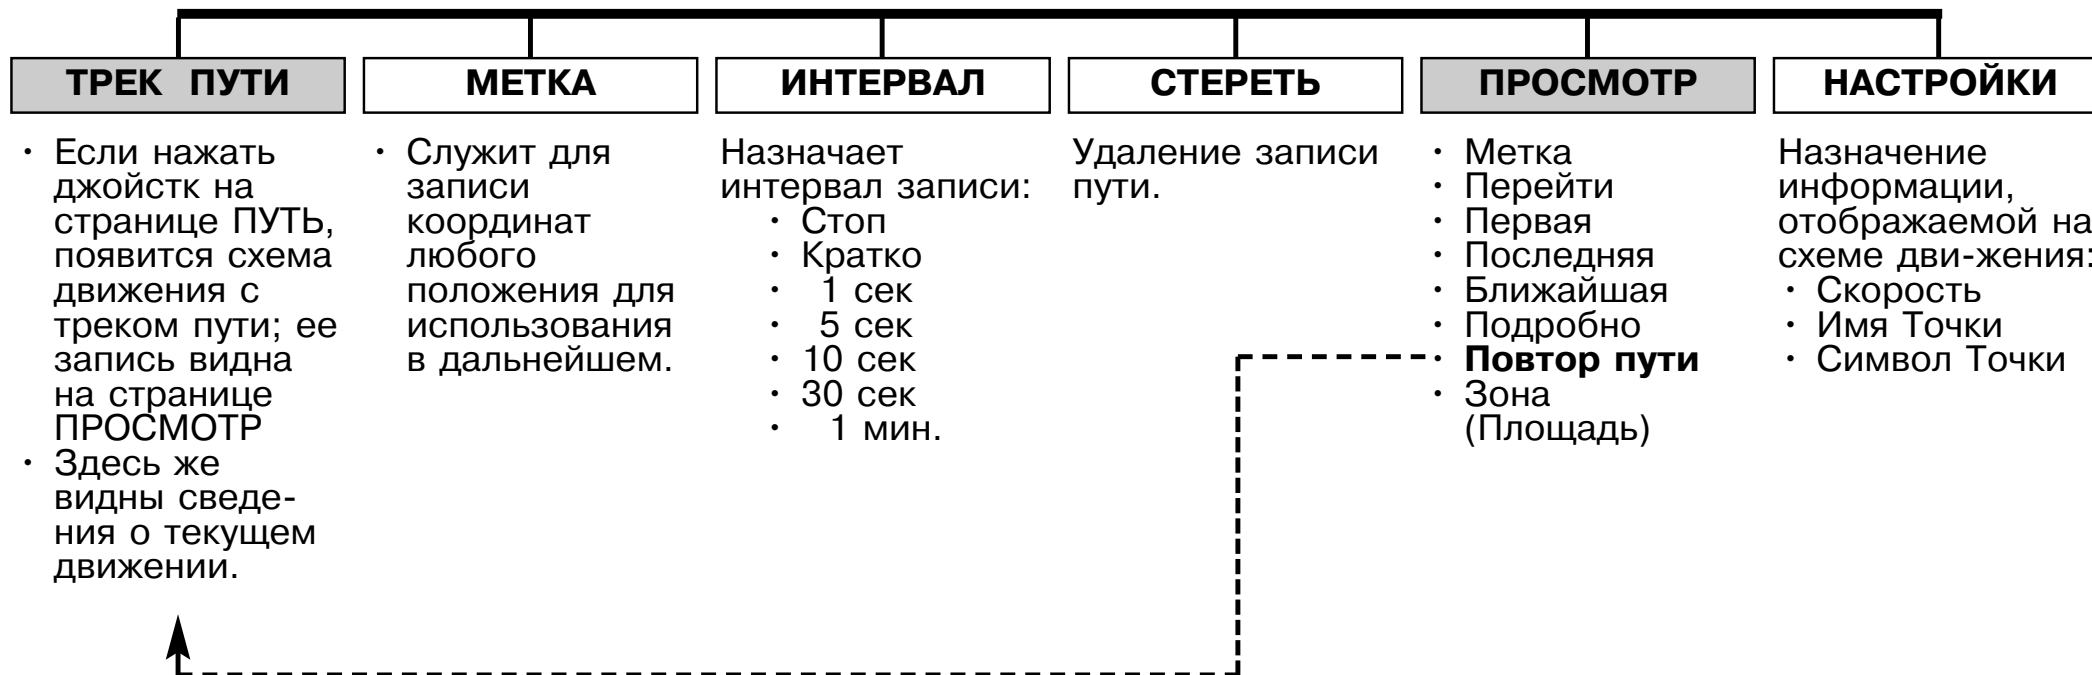 ТРЕК ПУТИ
· Если нажать
джойстк на
странице ПУТЬ,
появится схема
движения с
треком пути; ее
запись видна
на странице
ПРОСМОТР
· Здесь же
видны сведе-
ния о текущем
движении.
МЕТКА
· Служит для
записи
координат
любого
положения для
использования
в дальнейшем.
ИНТЕРВАЛ
Назначает
интервал записи:
· Стоп
· Кратко
· 1 сек
· 5 сек
· 10 сек
· 30 сек
· 1 мин.
СТЕРЕТЬ
Удаление записи
пути.
ПРОСМОТР
· Метка
· Перейти
· Первая
· Последняя
· Ближайшая
· Подробно
· Повтор пути
· Зона
(Площадь)
НАСТРОЙКИ
Назначение
информации,
отображаемой на
схеме дви-жения:
· Скорость
· Имя Точки
· Символ Точки